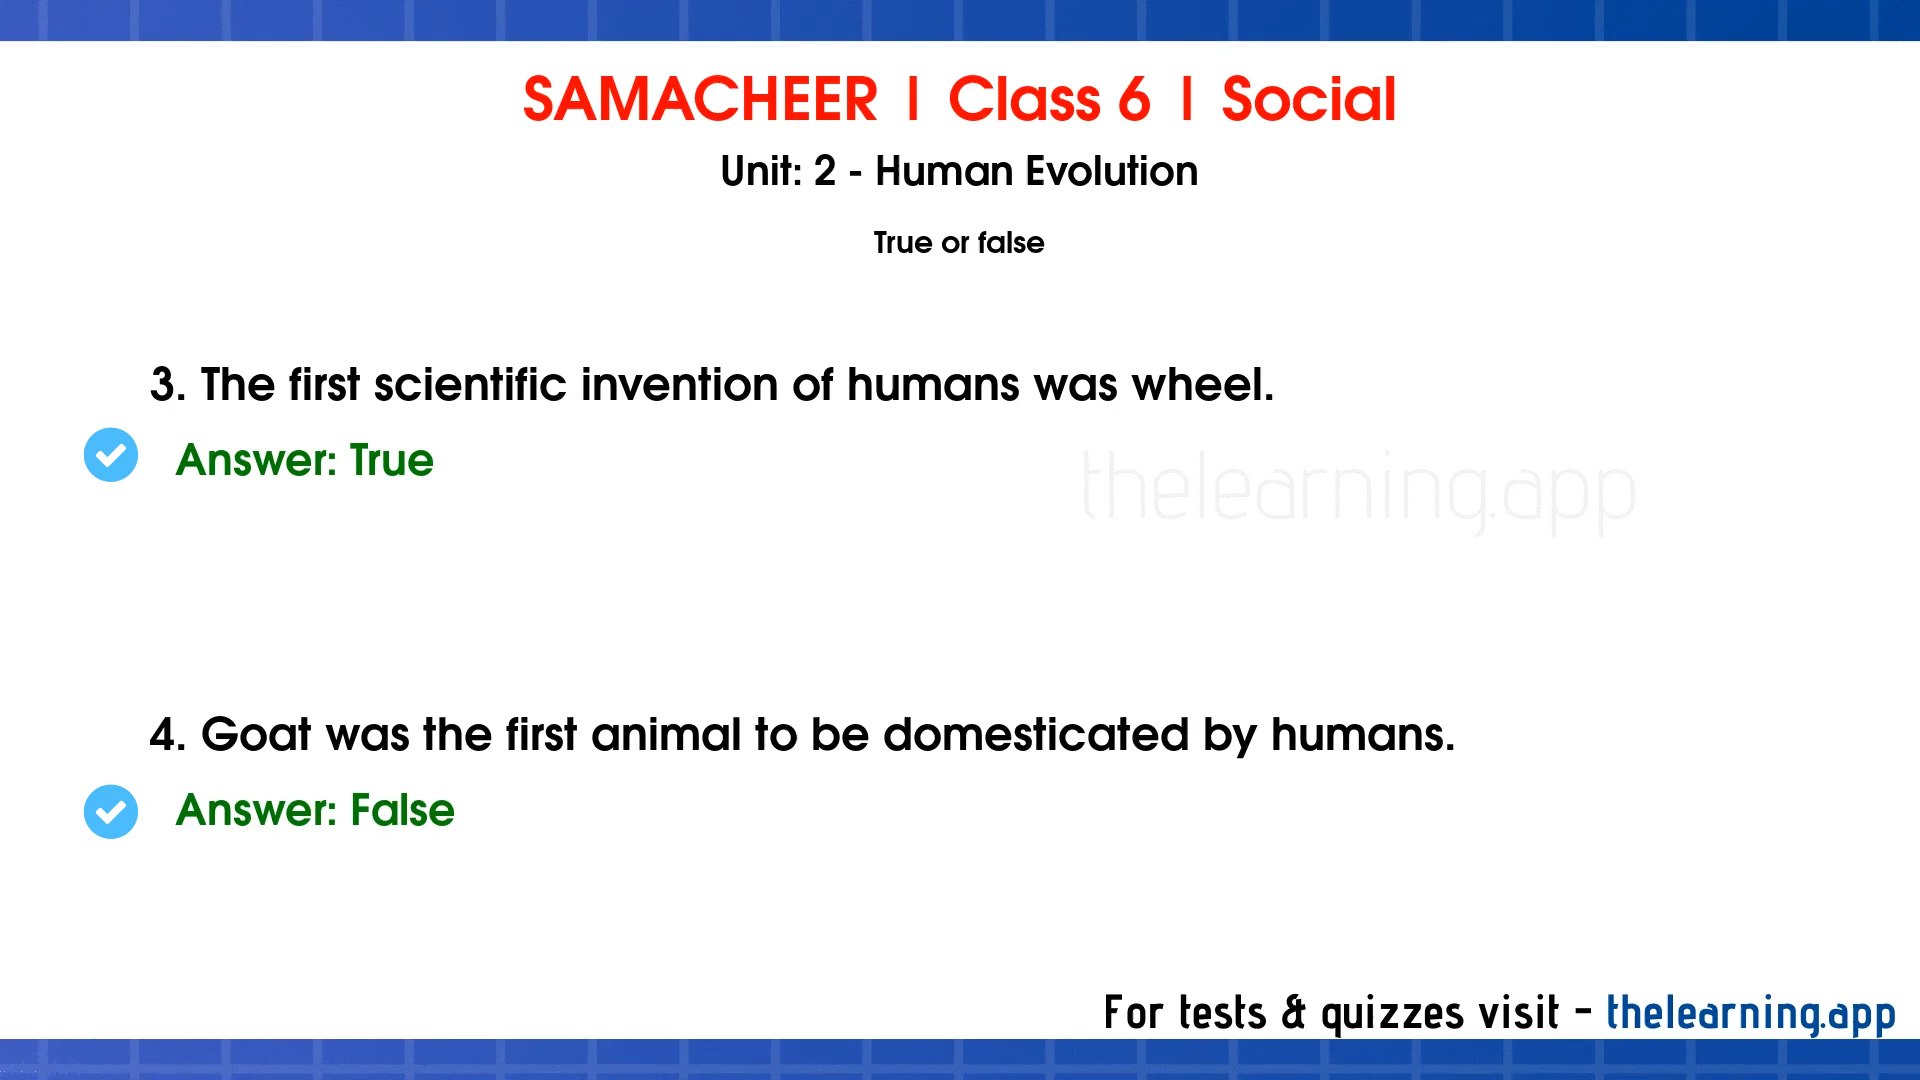 SAMACHEER | Class 6 | Social
Unit: 2 - Human Evolution
True or false
3. The first scientific invention of humans was wheel.
Answer: True
thelearning.app
4. Goat was the first animal to be domesticated by humans.
Answer: False
For tests & quizzes visit - thelearning.app